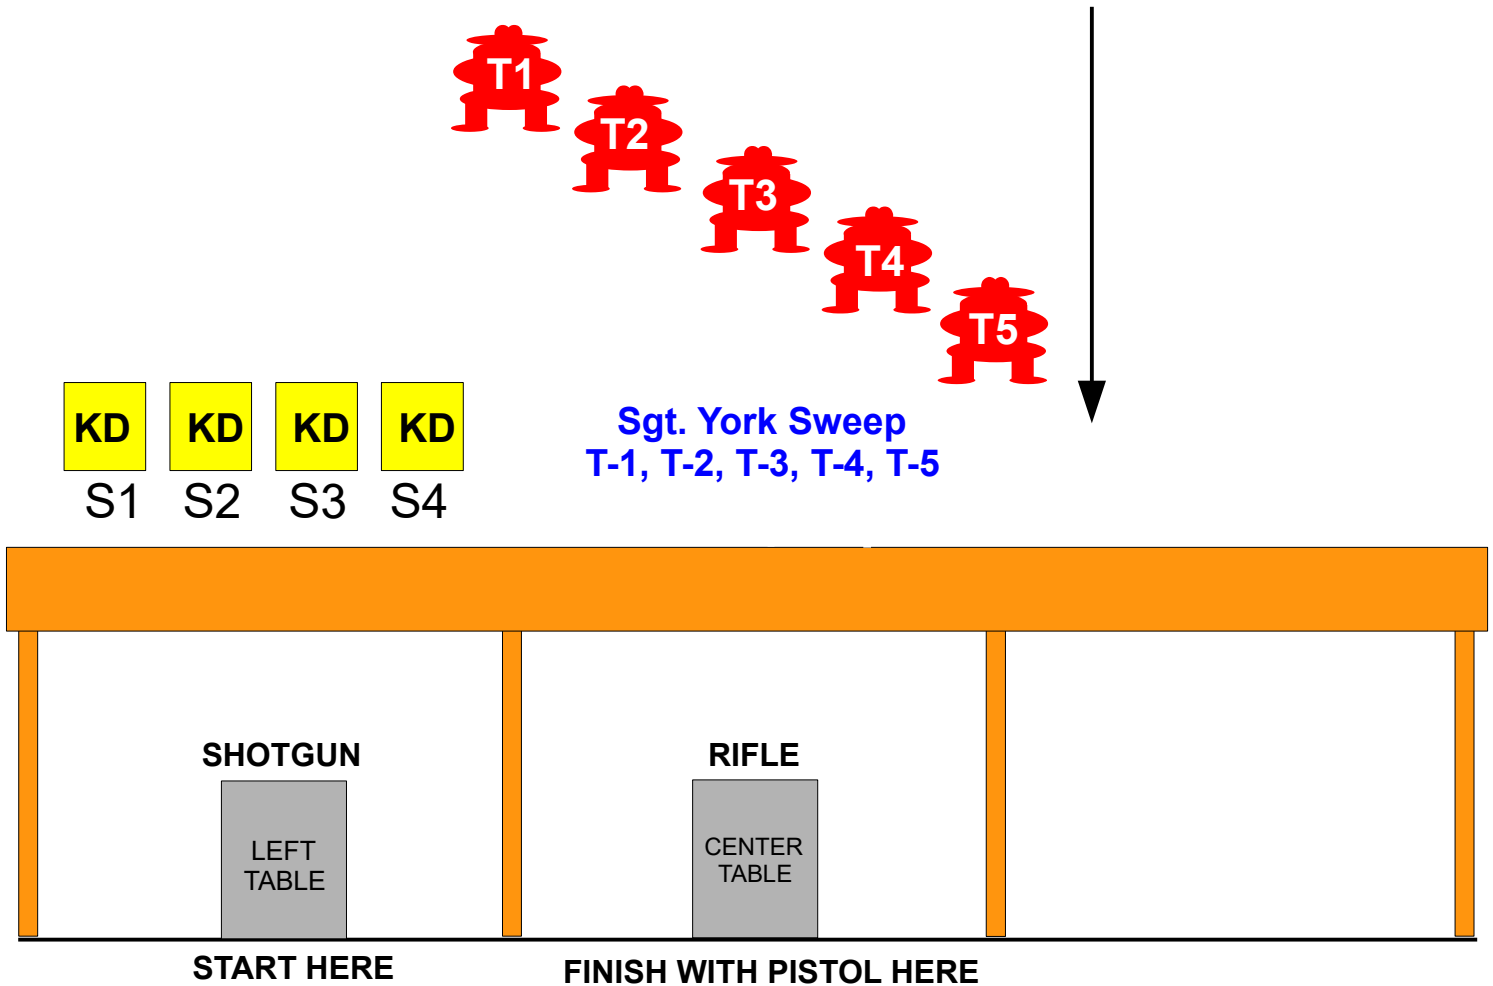 T1
T2
T3
T4
T5
KD KD KD KD
S1 S2 S3 S4
Sgt. York Sweep
T-1, T-2, T-3, T-4, T-5
SHOTGUN
RIFLE
LEFT
TABLE
CENTER
TABLE
START HERE
FINISH WITH PISTOL HERE